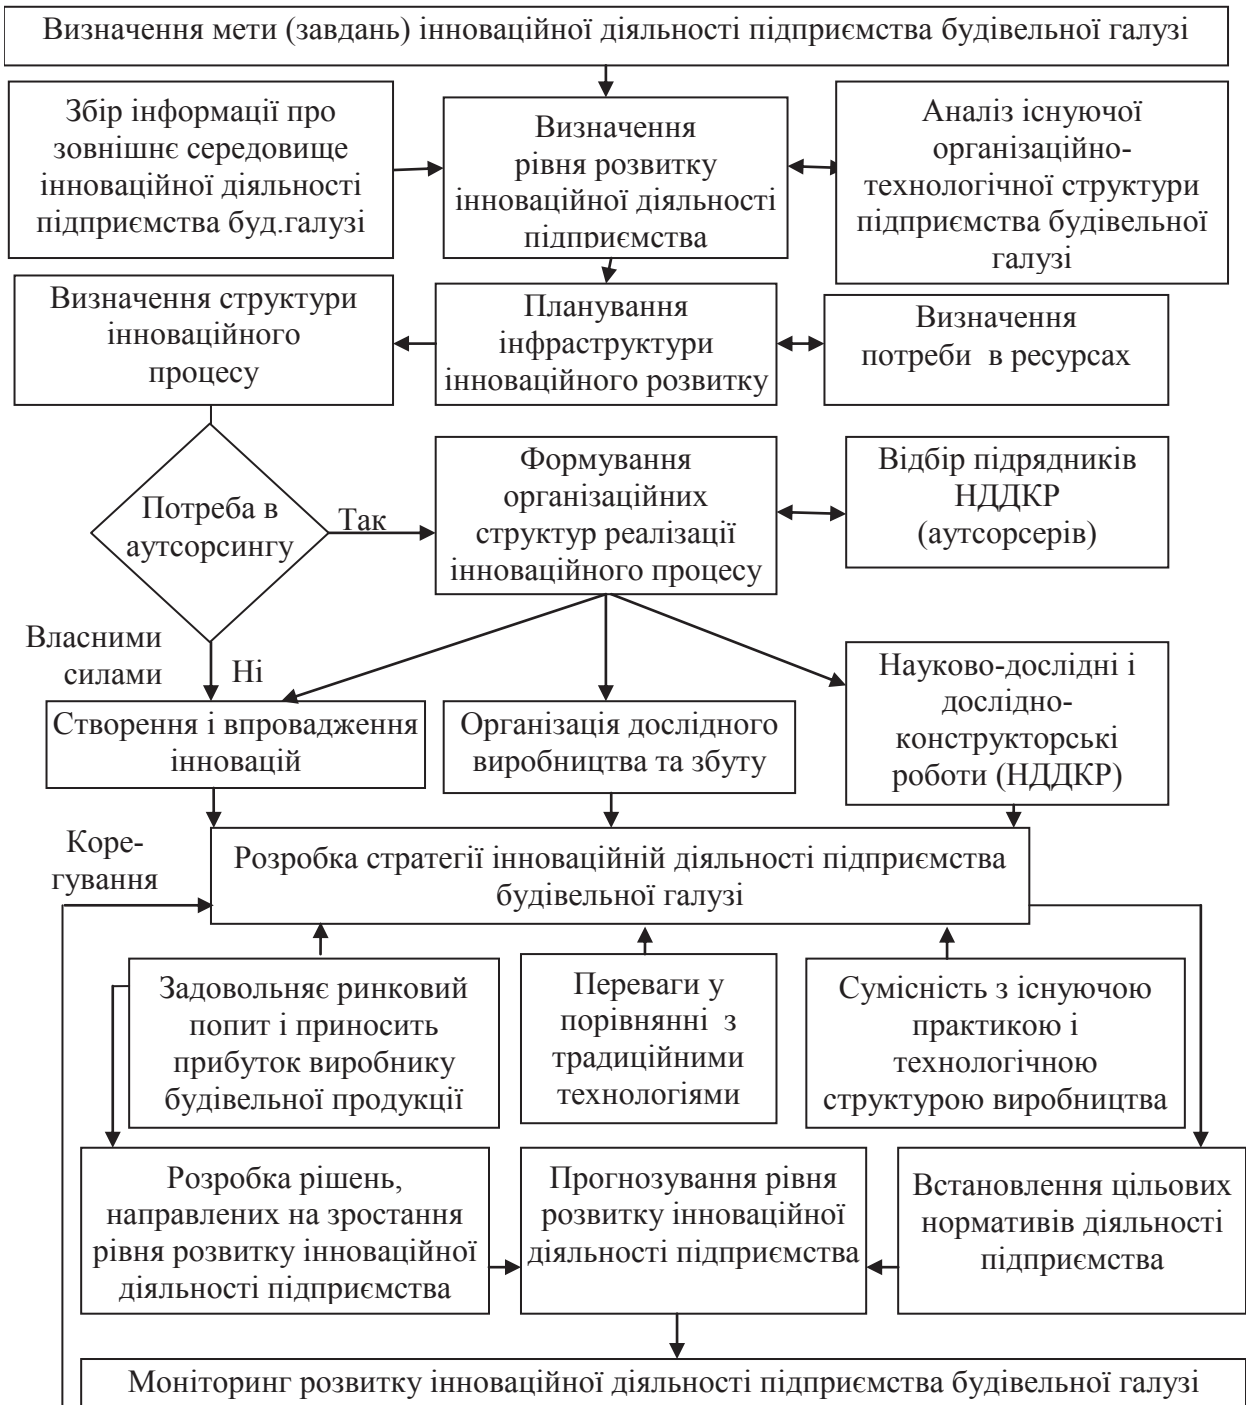 Визначення мети (завдань) інноваційної діяльності підприємства будівельної галузі
Збір інформації про
зовнішнє середовище
інноваційної діяльності
підприємства буд.галузі
Визначення
рівня розвитку
інноваційної діяльності
підприємства
Аналіз існуючої
організаційно-
технологічної структури
підприємства будівельної
галузі
Визначення структури
інноваційного
процесу
Планування
інфраструктури
інноваційного розвитку
Визначення
потреби в ресурсах
Потреба в
аутсорсингу
Так
Формування
організаційних
структур реалізації
інноваційного процесу
Відбір підрядників
НДДКР
(аутсорсерів)
Власними
силами
Ні
Створення і впровадження
інновацій
Організація дослідного
виробництва та збуту
Науково-дослідні і
дослідно-
конструкторські
роботи (НДДКР)
Коре-
гування
Розробка стратегії інноваційній діяльності підприємства
будівельної галузі
Задовольняє ринковий
попит і приносить
прибуток виробнику
будівельної продукції
Переваги у
порівнянні з
традиційними
технологіями
Сумісність з існуючою
практикою і
технологічною
структурою виробництва
Розробка рішень,
направлених на зростання
рівня розвитку інноваційної
діяльності підприємства
Прогнозування рівня
розвитку інноваційної
діяльності підприємства
Встановлення цільових
нормативів діяльності
підприємства
Моніторинг розвитку інноваційної діяльності підприємства будівельної галузі